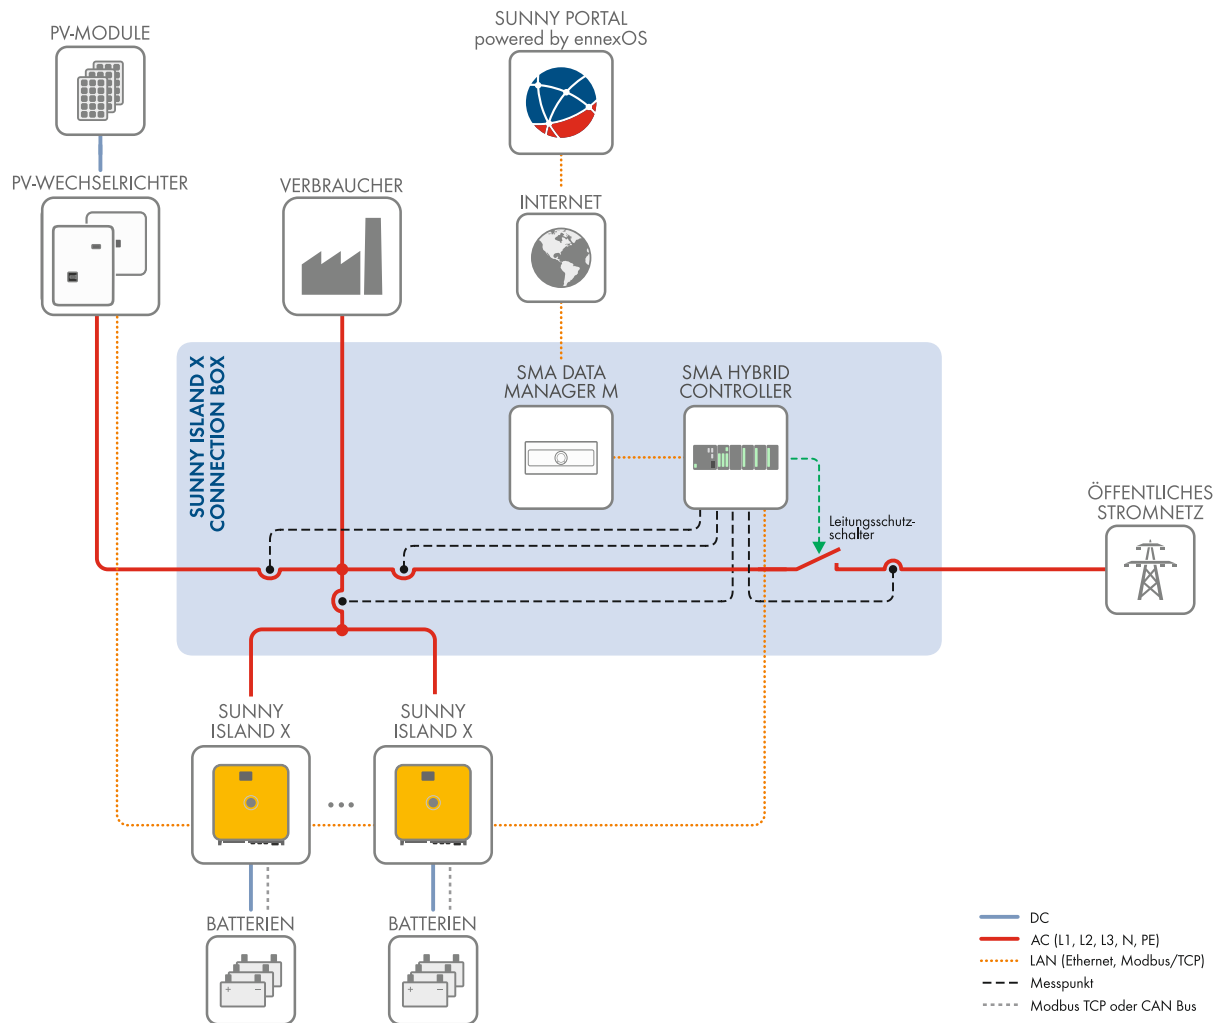 SUNNY PORTAL
powered by ennexOS
PV-MODULE
PV-WECHSELRICHTER
VERBRAUCHER
INTERNET
SUNNY ISLAND X
CONNECTION BOX
SMA DATA
MANAGER M
SMA HYBRID
CONTROLLER
ÖFFENTLICHES
STROMNETZ
Leitungsschutz-
schalter
SUNNY
ISLAND X
SUNNY
ISLAND X
BATTERIEN
BATTERIEN
DC
AC (L1, L2, L3, N, PE)
LAN (Ethernet, Modbus/TCP)
Messpunkt
Modbus TCP oder CAN Bus